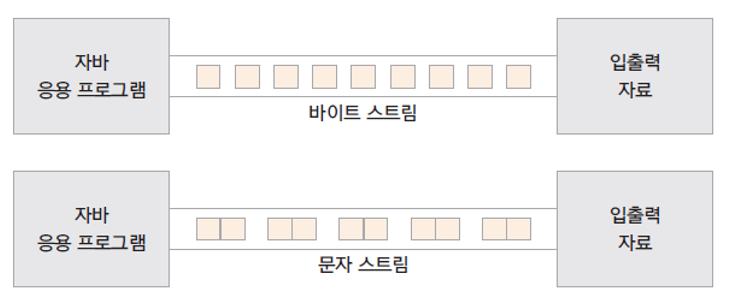 자바
응용 프로그램
바이트 스트림
입출력
자료
자바
응용 프로그램
문자 스트림
입출력
자료